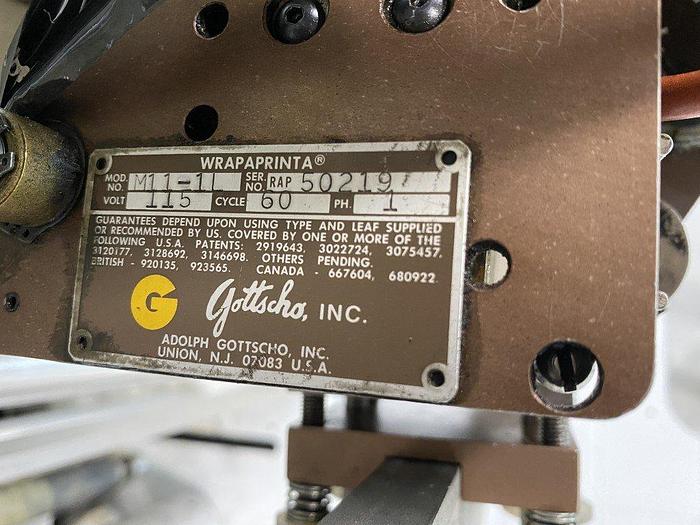 WRAPAPRINTA®
MOD. NO. M11-1L SER. NO. RAP 50219
VOLT 115 CYCLE 60 PH. 1
GUARANTEES DEPEND UPON USING TYPE AND LEAF SUPPLIED
OR RECOMMENDED BY US. COVERED BY ONE OR MORE OF THE
FOLLOWING U.S.A. PATENTS: 2919643, 3022724, 3075457,
3120177, 3128692, 3146698. OTHERS PENDING.
BRITISH - 920135, 923565. CANADA - 667604, 680922.
G Gottscho, INC.
ADOLPH GOTTSCHO, INC.
UNION, N.J. 07083 U.S.A.